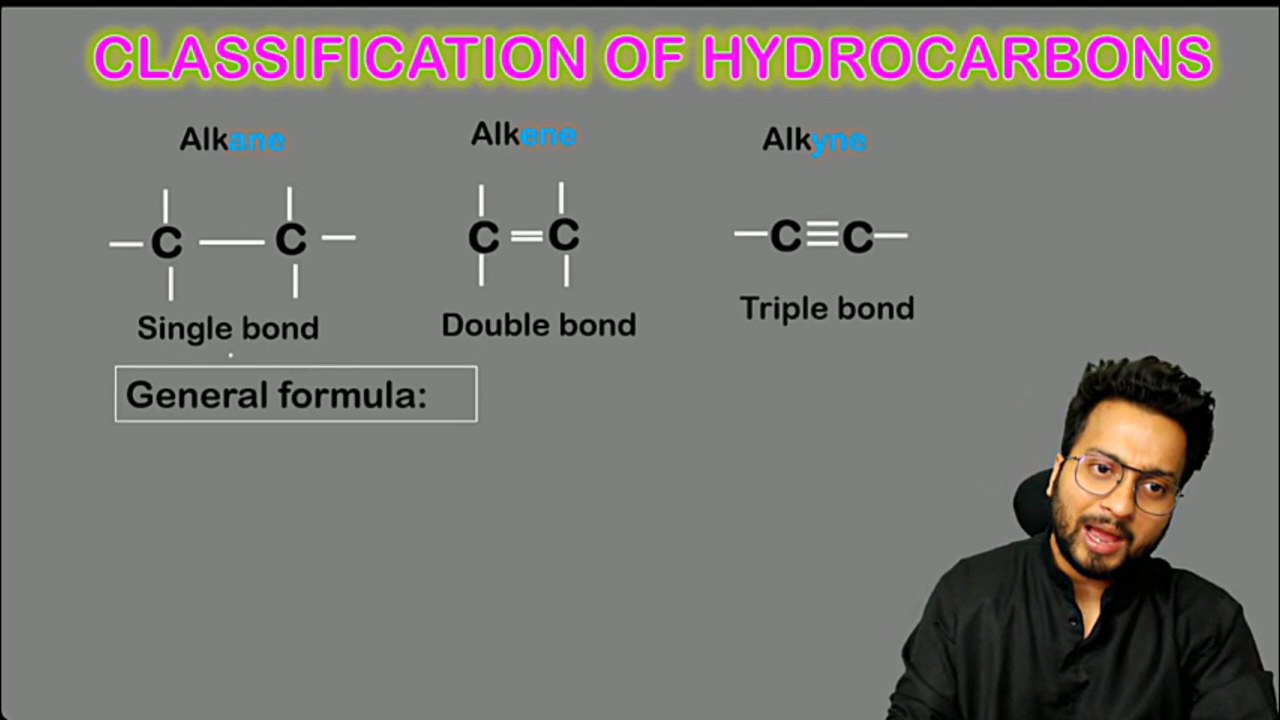 CLASSIFICATION OF HYDROCARBONS
Alkane
Alkene
Alkyne
C — C
C = C
C ≡ C
Single bond
Double bond
Triple bond
General formula: